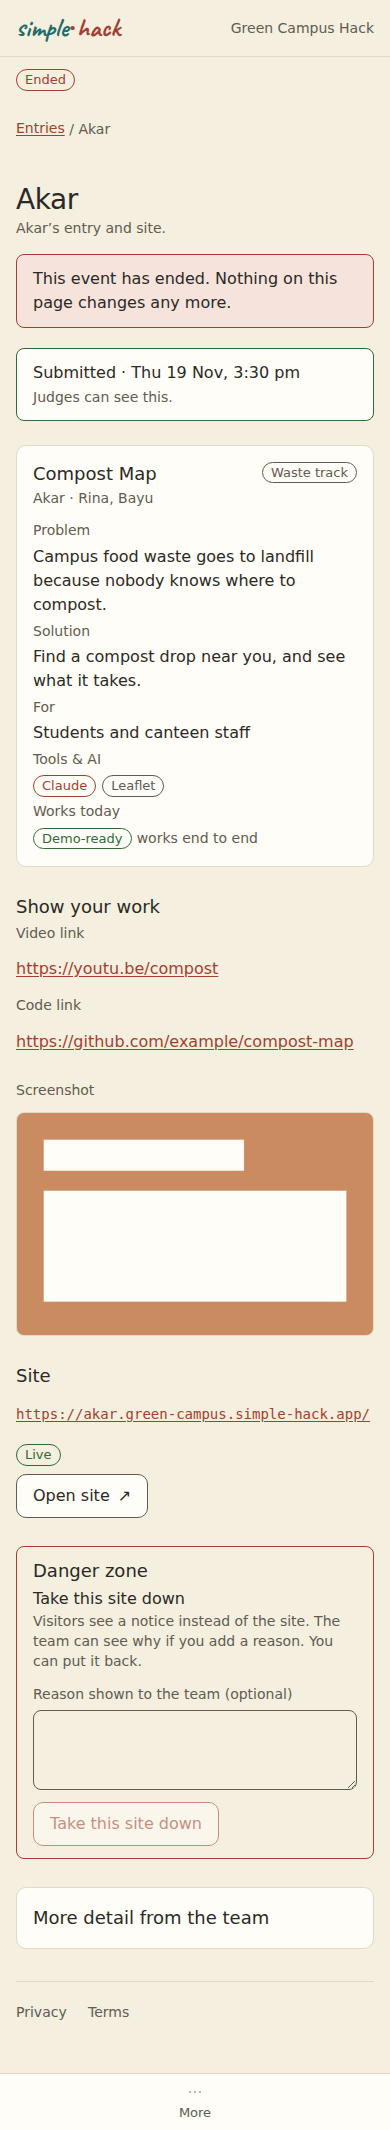 simple·hack
Green Campus Hack
Ended
Entries / Akar
Akar
Akar’s entry and site.
This event has ended. Nothing on this
page changes any more.
Submitted · Thu 19 Nov, 3:30 pm
Judges can see this.
Compost Map
Waste track
Akar · Rina, Bayu
Problem
Campus food waste goes to landfill
because nobody knows where to
compost.
Solution
Find a compost drop near you, and see
what it takes.
For
Students and canteen staff
Tools & AI
Claude Leaflet
Works today
Demo-ready works end to end
Show your work
Video link
https://youtu.be/compost
Code link
https://github.com/example/compost-map
Screenshot
Site
https://akar.green-campus.simple-hack.app/
Live
Open site ↗
Danger zone
Take this site down
Visitors see a notice instead of the site. The
team can see why if you add a reason. You
can put it back.
Reason shown to the team (optional)
Take this site down
More detail from the team
Privacy Terms
...
More